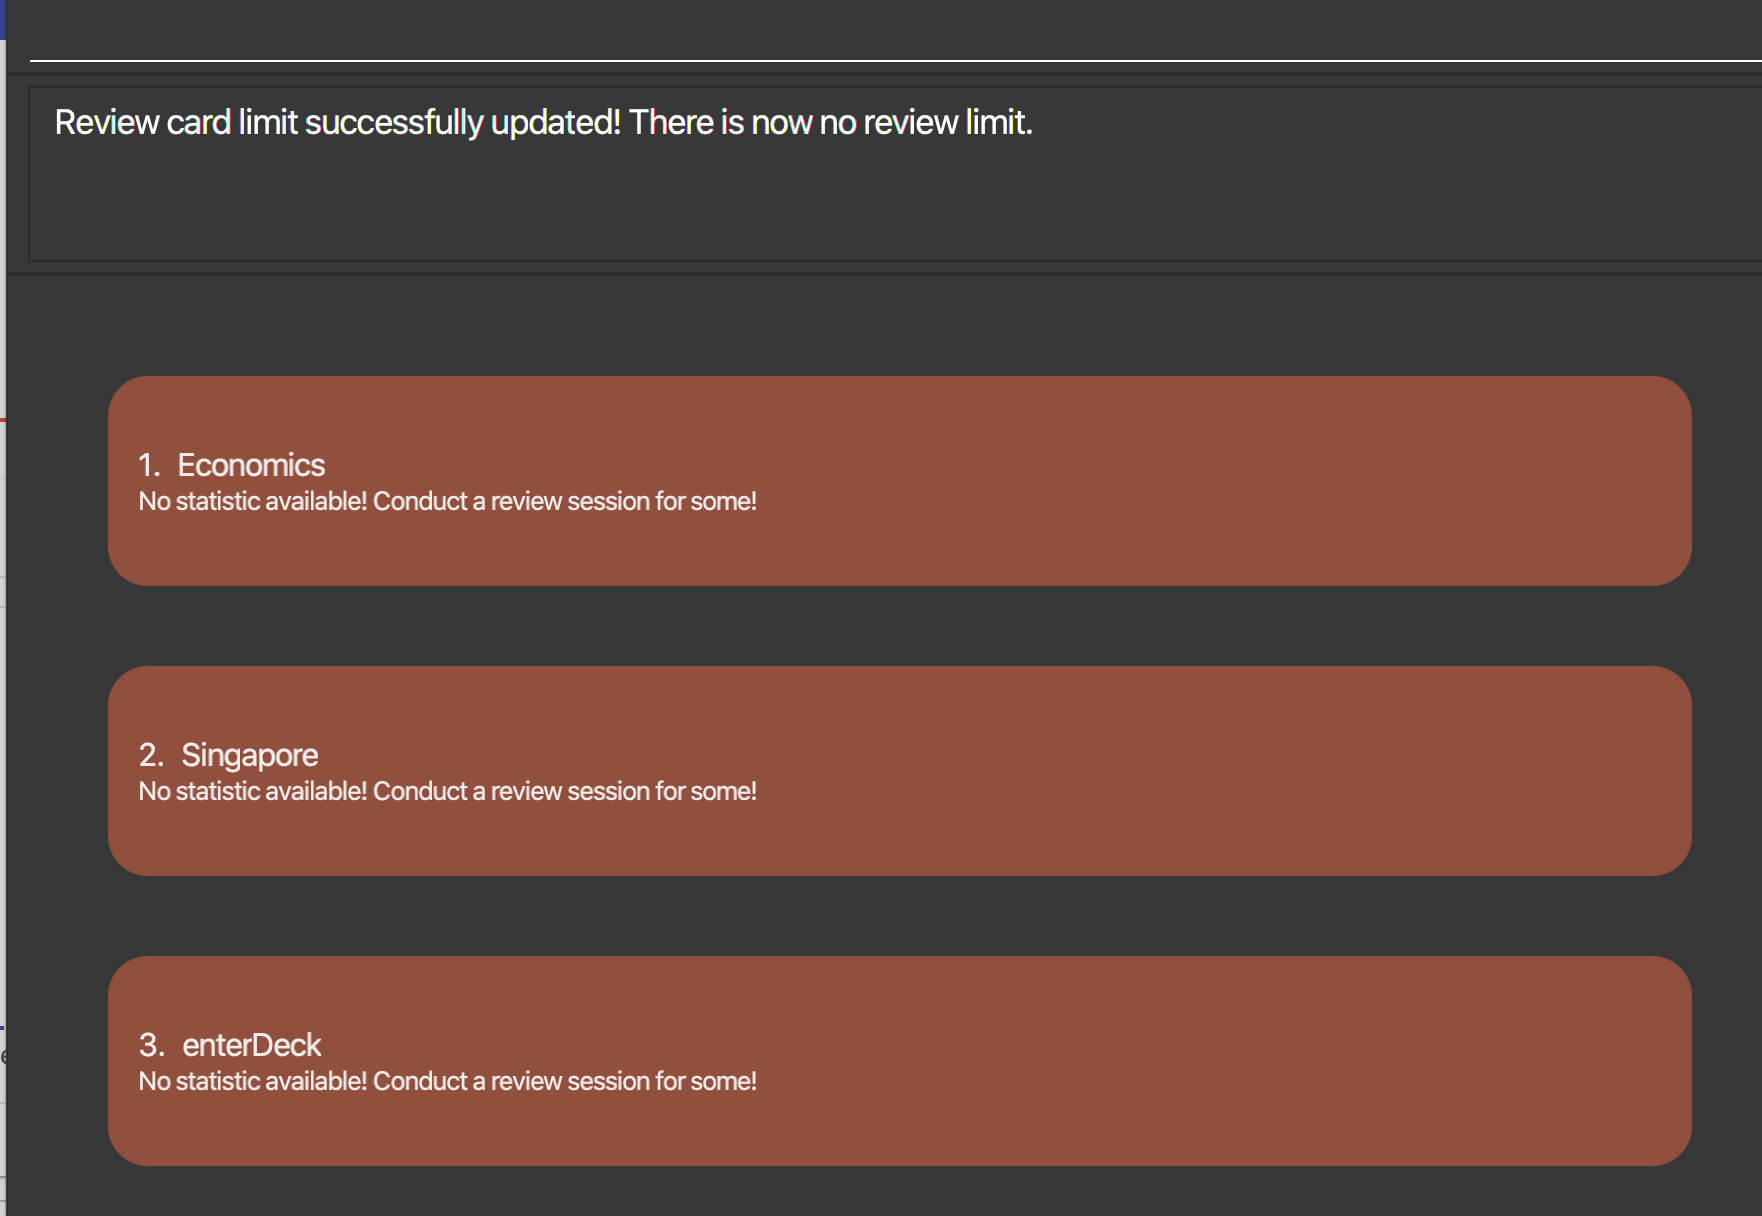 Review card limit successfully updated! There is now no review limit.
1. Economics
No statistic available! Conduct a review session for some!
2. Singapore
No statistic available! Conduct a review session for some!
3. enterDeck
No statistic available! Conduct a review session for some!